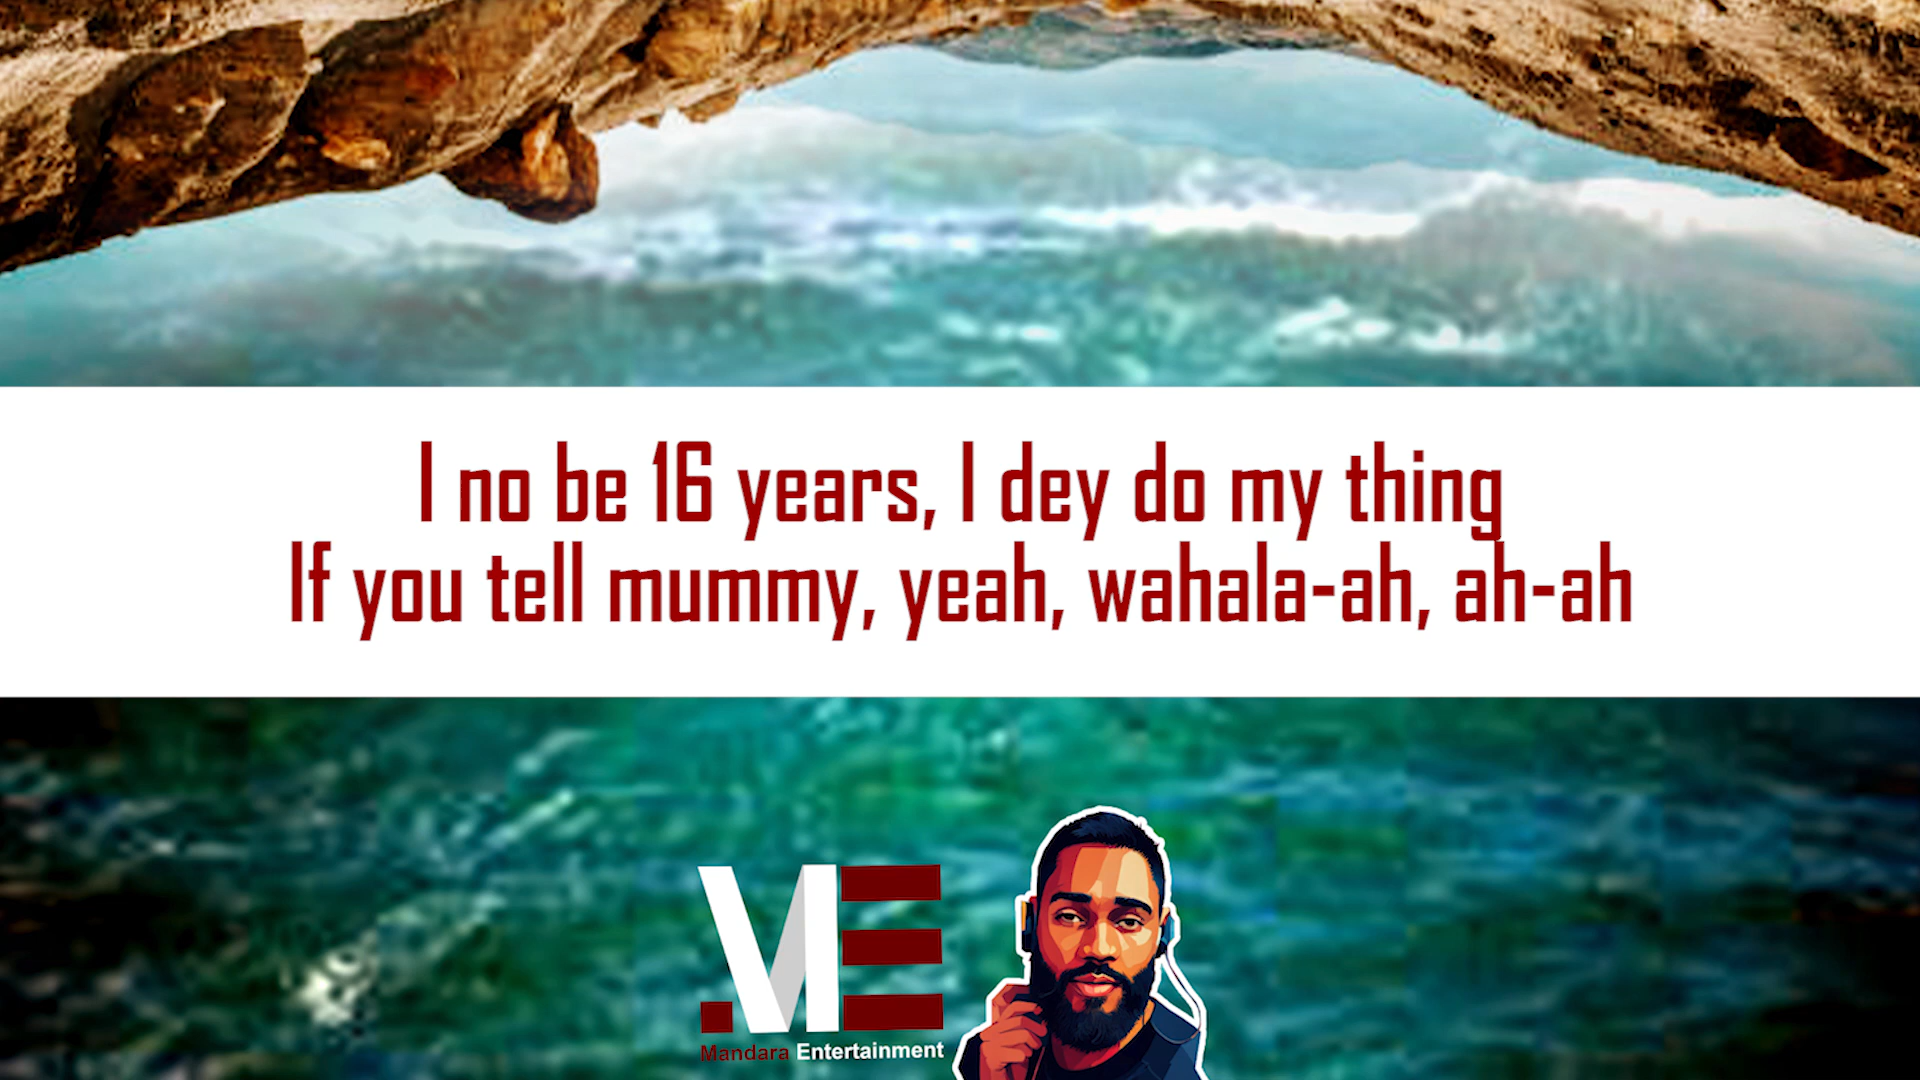 I no be 16 years, I dey do my thing
If you tell mummy, yeah, wahala-ah, ah-ah
ME
Mandara Entertainment